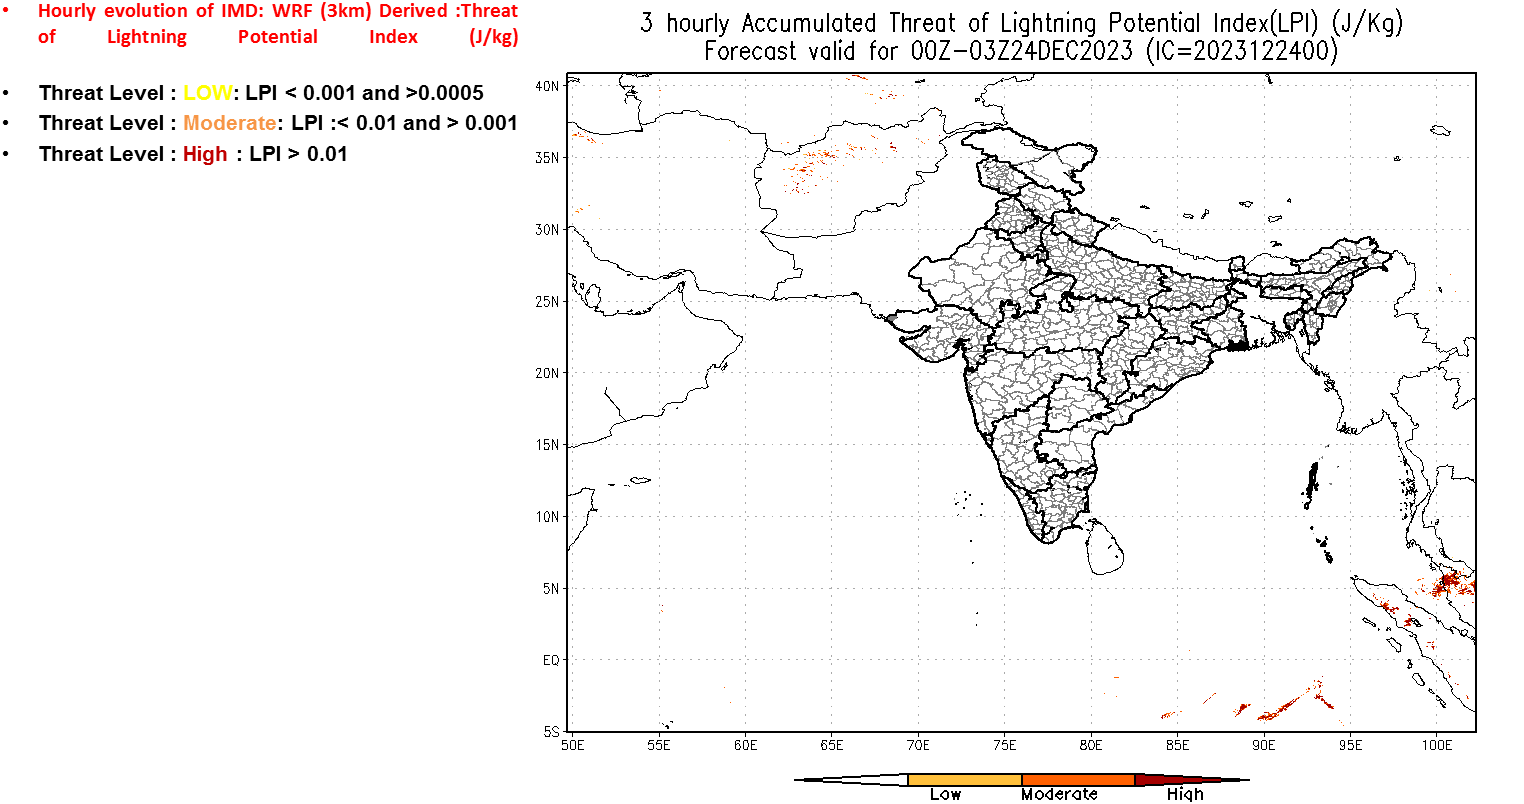 • Hourly evolution of IMD: WRF (3km) Derived :Threat
of Lightning Potential Index (J/kg)
• Threat Level : LOW: LPI < 0.001 and >0.0005
• Threat Level : Moderate: LPI :< 0.01 and > 0.001
• Threat Level : High : LPI > 0.01
3 hourly Accumulated Threat of Lightning Potential Index(LPI) (J/Kg)
Forecast valid for 00Z-03Z24DEC2023 (IC=2023122400)
40N
35N
30N
25N
20N
15N
10N
5N
EQ
5S
50E 55E 60E 65E 70E 75E 80E 85E 90E 95E 100E
Low Moderate High